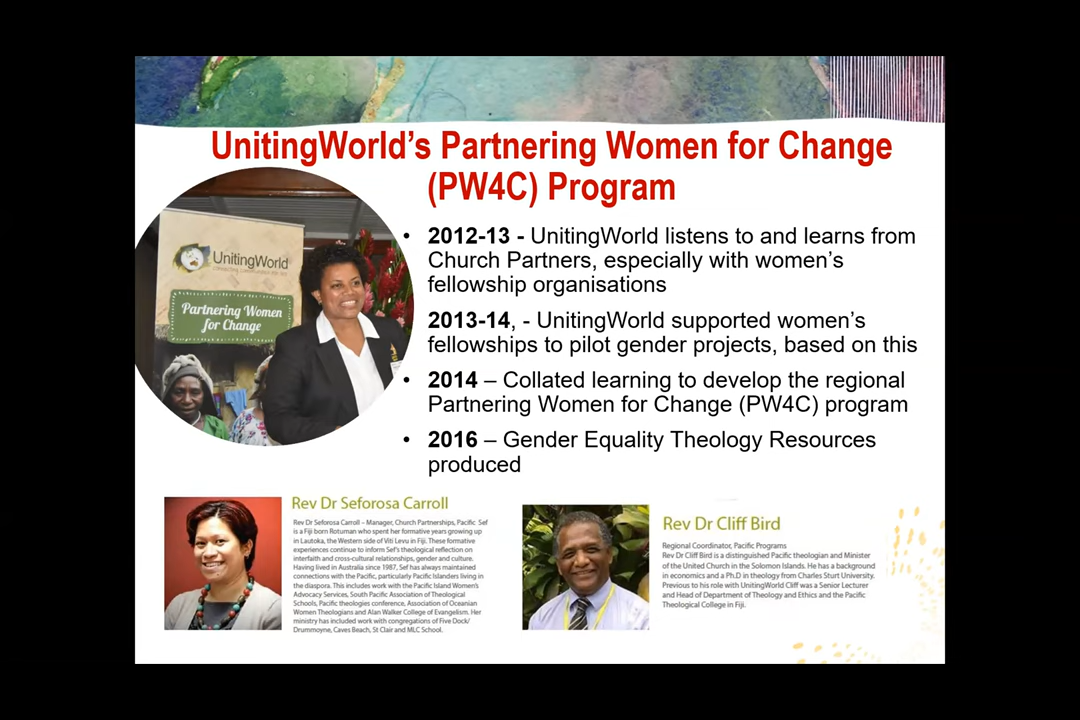 UnitingWorld’s Partnering Women for Change
(PW4C) Program
UnitingWorld
Partnering Women
for Change
• 2012-13 - UnitingWorld listens to and learns from
Church Partners, especially with women’s
fellowship organisations
2013-14, - UnitingWorld supported women’s
fellowships to pilot gender projects, based on this
• 2014 – Collated learning to develop the regional
Partnering Women for Change (PW4C) program
• 2016 – Gender Equality Theology Resources
produced
Rev Dr Seforosa Carroll
Rev Dr Seforosa Carroll – Manager, Church Partnerships, Pacific Sef
is a Fiji born Rotuman who spent her formative years growing up
in Lautoka, the Western side of Viti Levu in Fiji. These formative
experiences continue to inform Sef's theological reflection on
interfaith and cross-cultural relationships, gender and culture.
Having lived in Australia since 1987, Sef has always maintained
connections with the Pacific, particularly Pacific Islanders living in
the diaspora. This includes work with the Pacific Island Women's
Advocacy Services, South Pacific Association of Theological
Schools, Pacific theologies conference, Association of Oceanian
Women Theologians and Alan Walker College of Evangelism. Her
ministry has included work with congregations of Five Dock/
Drummoyne, Caves Beach, St Clair and MLC School.
Rev Dr Cliff Bird
Regional Coordinator, Pacific Programs
Rev Dr Cliff Bird is a distinguished Pacific theologian and Minister
of the United Church in the Solomon Islands. He has a background
in economics and a Ph.D in theology from Charles Sturt University.
Previous to his role with UnitingWorld Cliff was a Senior Lecturer
and Head of Department of Theology and Ethics and the Pacific
Theological College in Fiji.